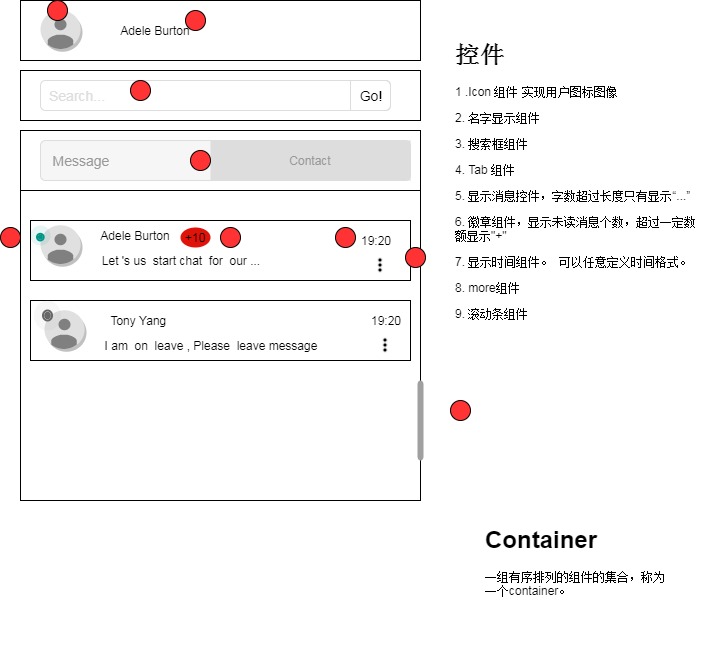 Adele Burton
Search...
Go!
Message
Contact
Adele Burton
+10
19:20
Let 's us  start chat  for  our ...
Tony Yang
19:20
I am  on  leave , Please  leave message
控件
1 .Icon 组件 实现用户图标图像
2. 名字显示组件
3. 搜索框组件
4. Tab 组件
5. 显示消息控件，字数超过长度只有显示“...”
6. 徽章组件，显示未读消息个数，超过一定数
额显示"+"
7. 显示时间组件。  可以任意定义时间格式。
8. more组件
9. 滚动条组件
Container
一组有序排列的组件的集合，称为
一个container。